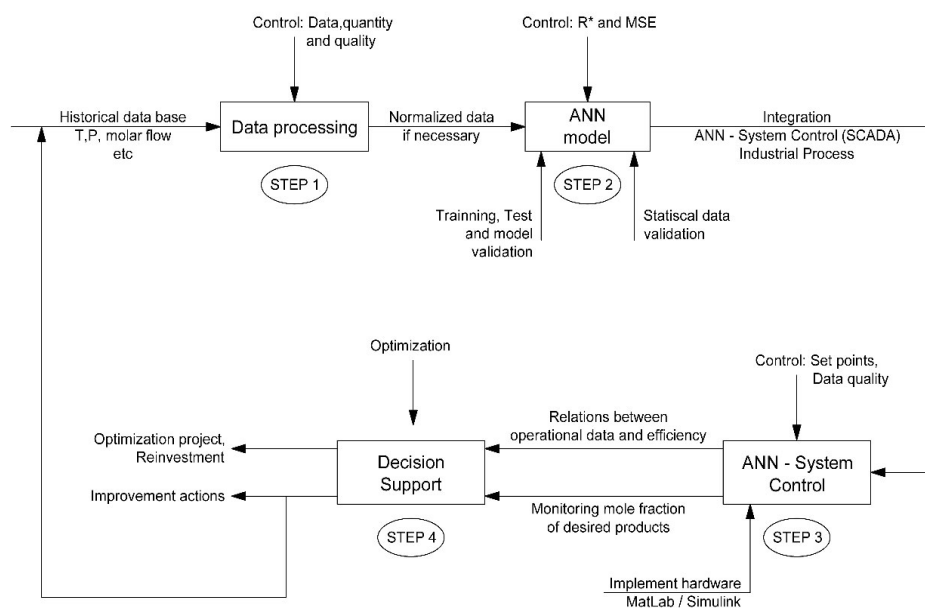 Control: Data,quantity
and quality
Control: R* and MSE
Historical data base
T,P, molar flow
etc
Data processing
Normalized data
if necessary
ANN
model
Integration
ANN - System Control (SCADA)
Industrial Process
STEP 1
STEP 2
Trainning, Test
and model
validation
Statiscal data
validation
Optimization
Control: Set points,
Data quality
Optimization project,
Reinvestment
Improvement actions
Decision
Support
Relations between
operational data and efficiency
Monitoring mole fraction
of desired products
ANN - System
Control
STEP 4
STEP 3
Implement hardware
MatLab / Simulink